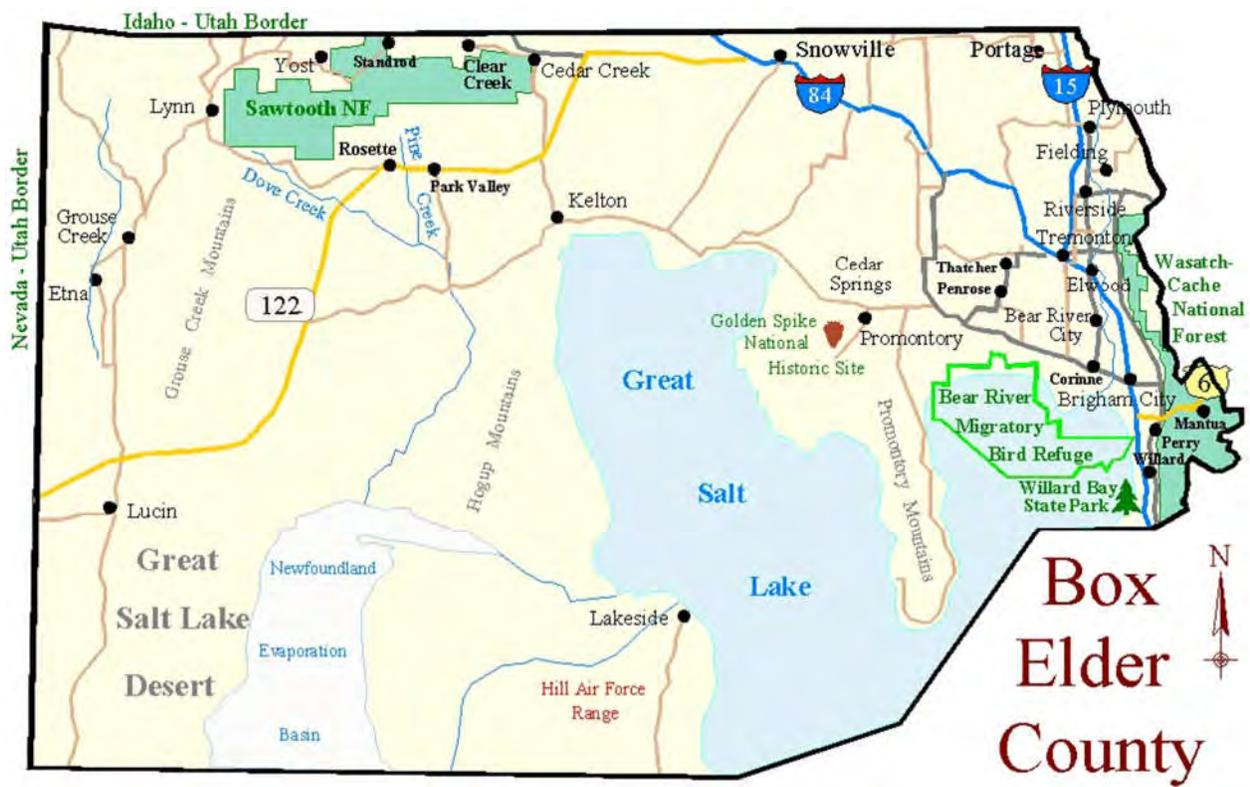 Idaho - Utah Border
Nevada - Utah Border
Yost
Standrod
Clear
Creek
Cedar Creek
Snowville
Portage
84
15
Plymouth
Lynn
Sawtooth NF
Rosette
Pine
Creek
Park Valley
Dove Creek
Fielding
Riverside
Tremonton
Kelton
Grouse
Creek
Etna
Grouse Creek Mountains
122
Cedar
Springs
Thatcher
Penrose
Elwood
Wasatch-
Cache
National
Forest
Bear River
City
Golden Spike
National
Historic Site
Promontory
Corinne
Brigham City
6
Mantua
Perry
Willard
Great
Salt
Lake
Hogup Mountains
Promontory Mountains
Bear River
Migratory
Bird Refuge
Willard Bay
State Park
Lucin
Great
Salt Lake
Desert
Newfoundland
Evaporation
Basin
Lakeside
Hill Air Force
Range
Box
Elder
County
N